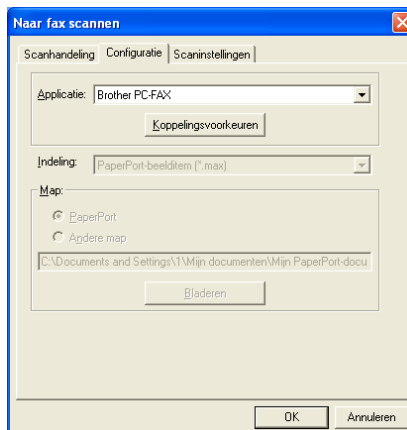 Naar fax scannen
Scanhandeling Configuratie Scaninstellingen
Applicatie: Brother PC-FAX
Koppelingsvoorkeuren
Indeling: PaperPort-beelditem (*.max)
Map:
PaperPort
Andere map
C:\Documents and Settings\1\Mijn documenten\Mijn PaperPort-docu
Bladeren
OK Annuleren